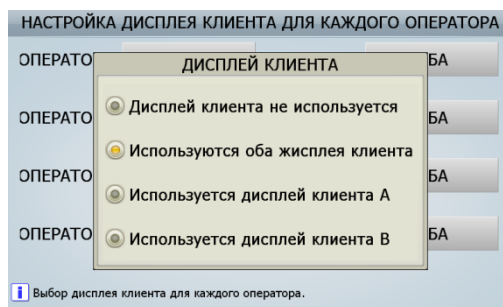 НАСТРОЙКА ДИСПЛЕЯ КЛИЕНТА ДЛЯ КАЖДОГО ОПЕРАТОРА
ДИСПЛЕЙ КЛИЕНТА
ОПЕРАТО БА
Дисплей клиента не используется
ОПЕРАТО БА
Используются оба жисплея клиента
ОПЕРАТО БА
Используется дисплей клиента A
ОПЕРАТО БА
Используется дисплей клиента B
Выбор дисплея клиента для каждого оператора.